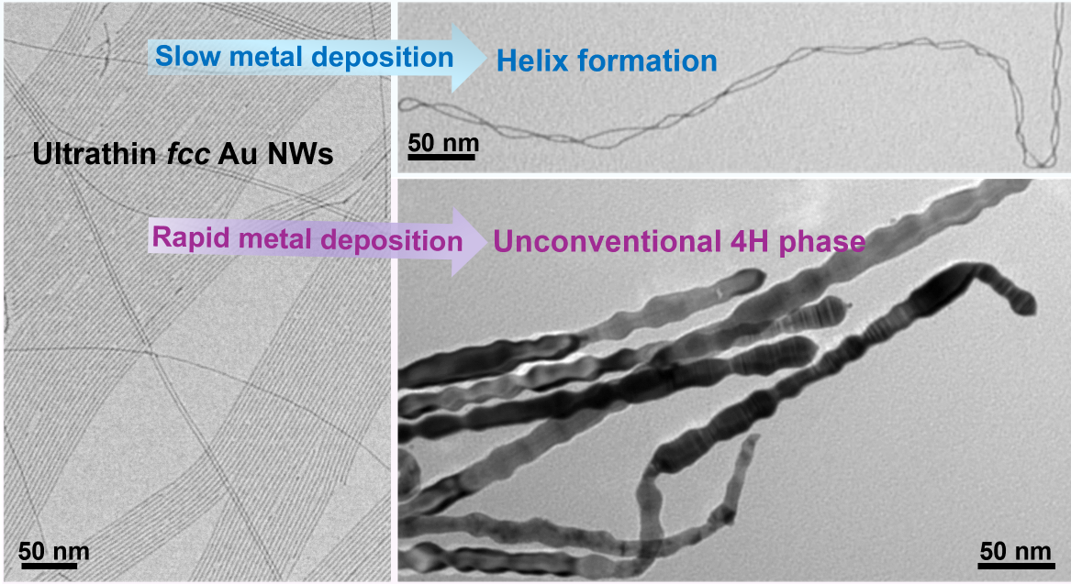 Slow metal deposition
Helix formation
50 nm
Ultrathin fcc Au NWs
Rapid metal deposition
Unconventional 4H phase
50 nm
50 nm